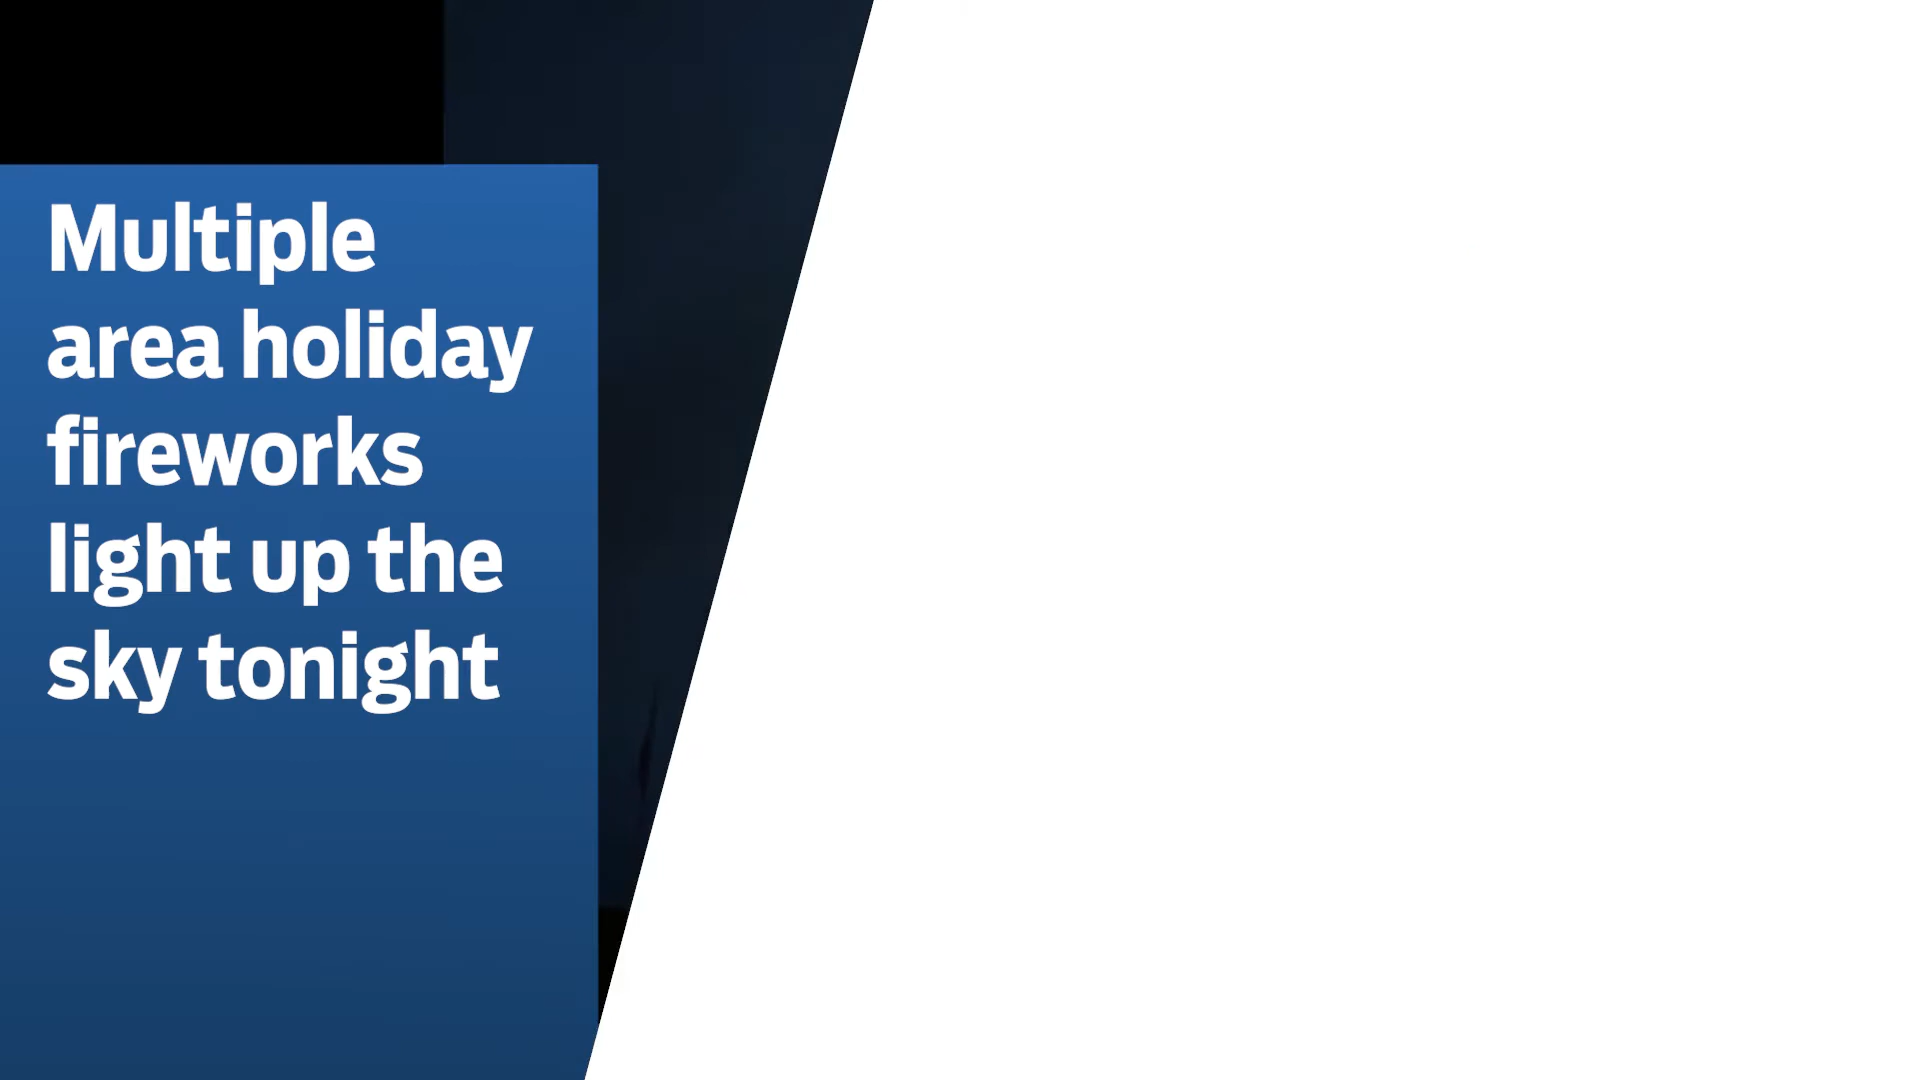 Multiple
area holiday
fireworks
light up the
sky tonight